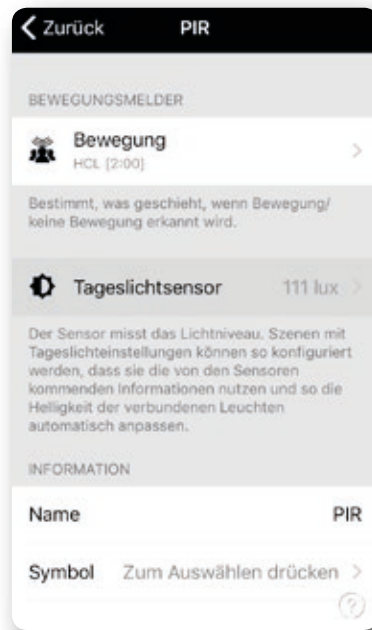 Zurück PIR
BEWEGUNGSMELDER
Bewegung
HCL [2:00]
Bestimmt, was geschieht, wenn Bewegung/
keine Bewegung erkannt wird.
Tageslichtsensor 111 lux
Der Sensor misst das Lichtniveau. Szenen mit
Tageslichteinstellungen können so konfiguriert
werden, dass sie die von den Sensoren
kommenden Informationen nutzen und so die
Helligkeit der verbundenen Leuchten
automatisch anpassen.
INFORMATION
Name PIR
Symbol Zum Auswählen drücken
?